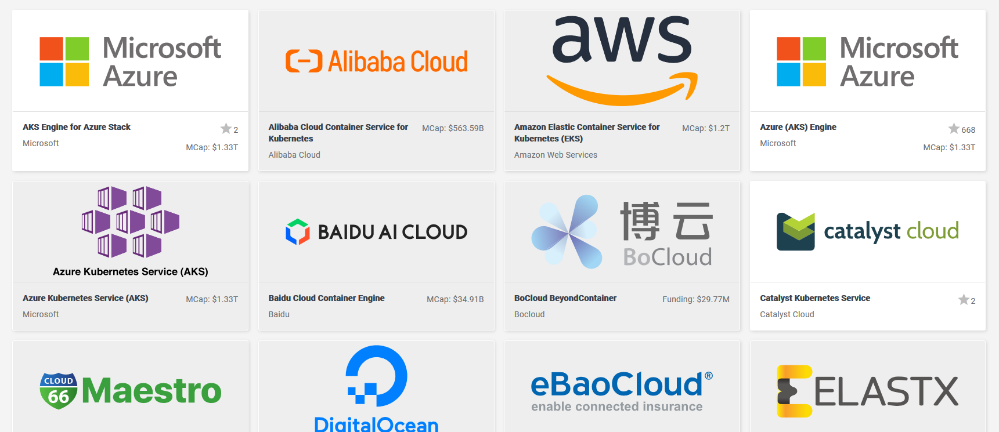 Microsoft
Azure
AKS Engine for Azure Stack
2
Microsoft
MCap: $1.33T
Alibaba Cloud
Alibaba Cloud Container Service for
Kubernetes
MCap: $563.59B
Alibaba Cloud
aws
Amazon Elastic Container Service for
Kubernetes (EKS)
MCap: $1.2T
Amazon Web Services
Microsoft
Azure
Azure (AKS) Engine
668
Microsoft
MCap: $1.33T
Azure Kubernetes Service (AKS)
Azure Kubernetes Service (AKS)
MCap: $1.33T
Microsoft
BAIDU AI CLOUD
Baidu Cloud Container Engine
MCap: $34.91B
Baidu
博云
BoCloud
BoCloud BeyondContainer
Funding: $29.77M
Bocloud
catalyst cloud
Catalyst Kubernetes Service
2
Catalyst Cloud
CLOUD
66
Maestro
DigitalOcean
eBaoCloud®
enable connected insurance
ELASTX